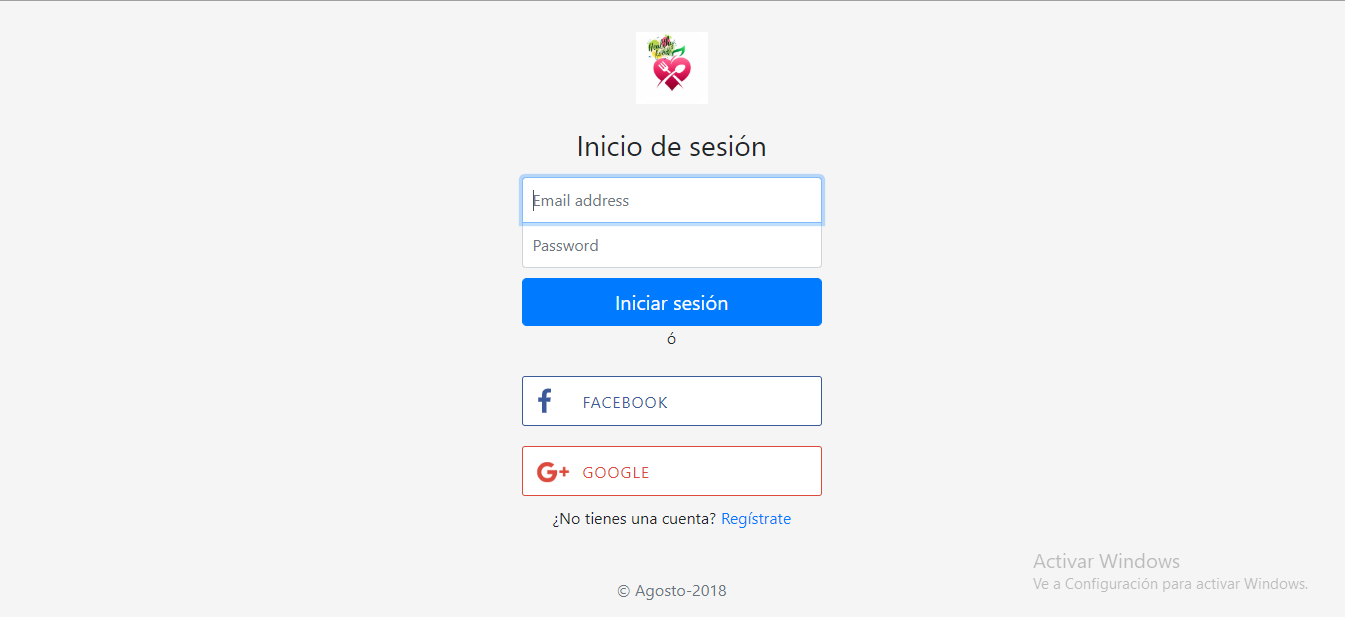 Healthy
Inicio de sesión
Email address
Password
Iniciar sesión
ó
FACEBOOK
G+ GOOGLE
¿No tienes una cuenta? Regístrate
Activar Windows
Ve a Configuración para activar Windows.
© Agosto-2018